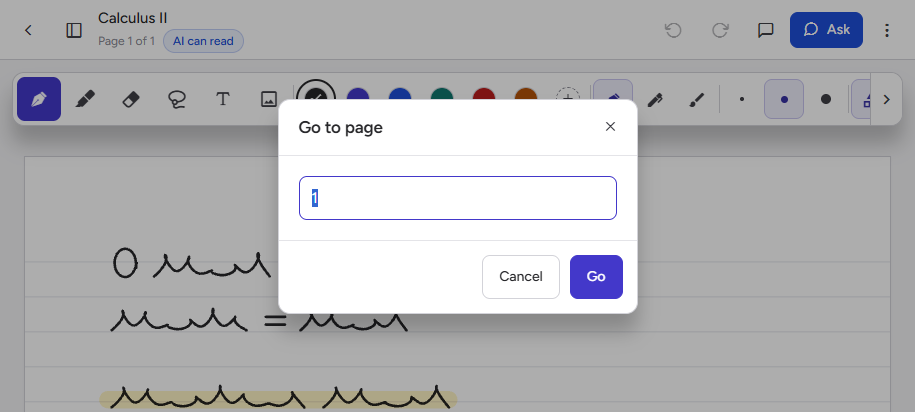 Calculus II
Page 1 of 1 AI can read
Ask
T
Go to page
1
Cancel Go
=